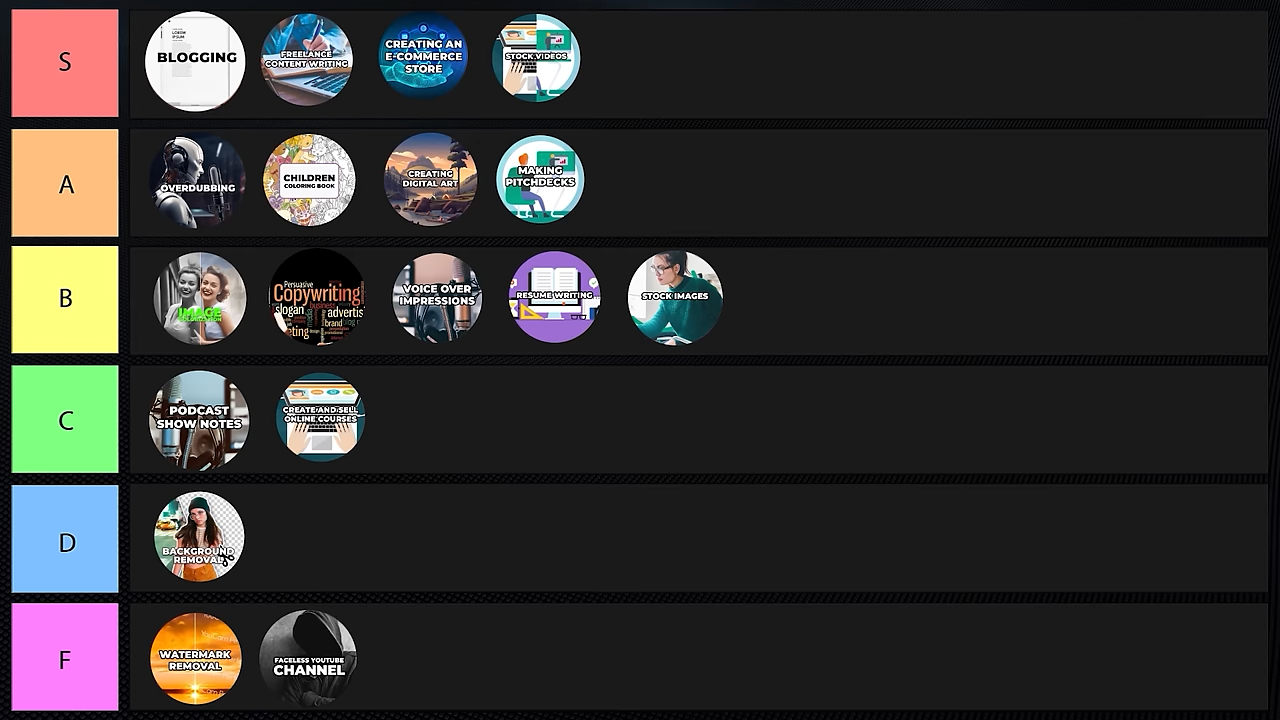 S
BLOGGING
FREELANCE
CONTENT WRITING
CREATING AN
E-COMMERCE
STORE
STOCK VIDEOS
A
OVERDUBBING
CHILDREN
COLORING BOOK
CREATING
DIGITAL ART
MAKING
PITCHDECKS
B
IMAGE
COLORIZATION
Persuasive
Copywriting
slogan
business
advertis
brand
eting
VOICE OVER
IMPRESSIONS
RESUME WRITING
STOCK IMAGES
C
PODCAST
SHOW NOTES
CREATE AND SELL
ONLINE COURSES
D
BACKGROUND
REMOVAL
F
WATERMARK
REMOVAL
FACELESS YOUTUBE
CHANNEL